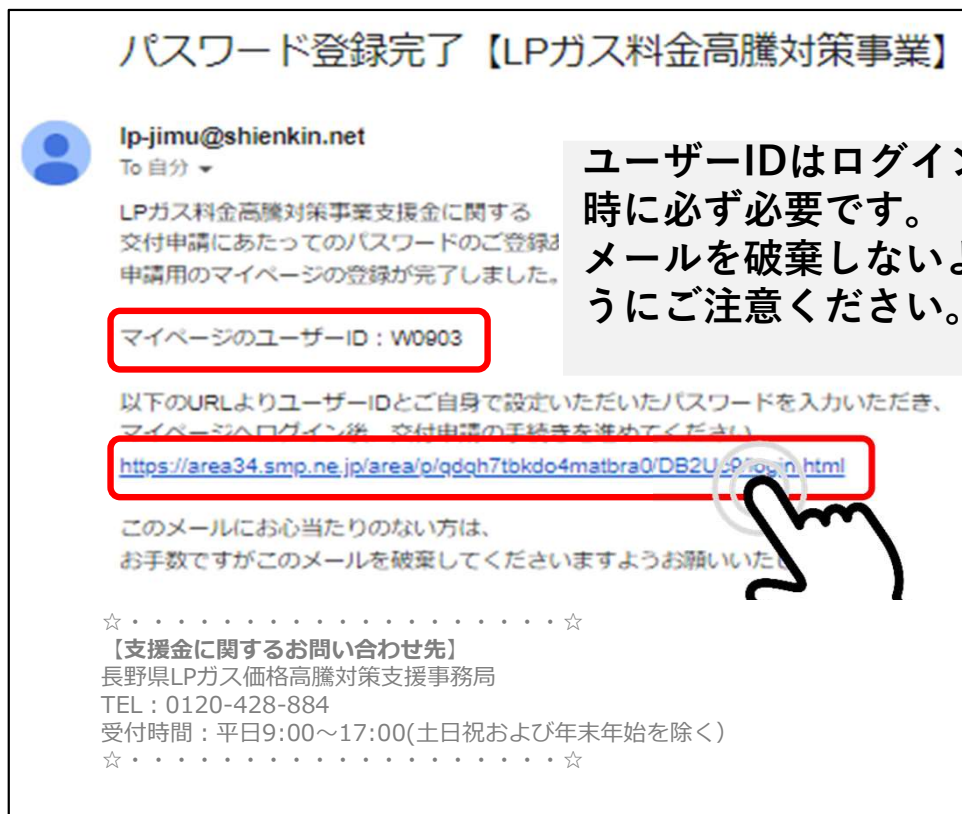 パスワード登録完了【LPガス料金高騰対策事業】
lp-jimu@shienkin.net
To 自分
LPガス料金高騰対策事業支援金に関する
交付申請にあたってのパスワードのご登録あ
申請用のマイページの登録が完了しました。
ユーザーIDはログイン
時に必ず必要です。
メールを破棄しないよ
うにご注意ください。
マイページのユーザーID：W0903
以下のURLよりユーザーIDとご自身で設定いただいたパスワードを入力いただき、
マイページへログイン後、交付申請の手続きを進めてください
https://area34.smp.ne.jp/area/p/qdqh7tbkdo4matbra0/DB2Uc9/login.html
このメールにお心当たりのない方は、
お手数ですがこのメールを破棄してくださいますようお願いいた
☆・・・・・・・・・・・・・・・・・・・☆
【支援金に関するお問い合わせ先】
長野県LPガス価格高騰対策支援事務局
TEL：0120-428-884
受付時間：平日9:00～17:00(土日祝および年末年始を除く）
☆・・・・・・・・・・・・・・・・・・・☆